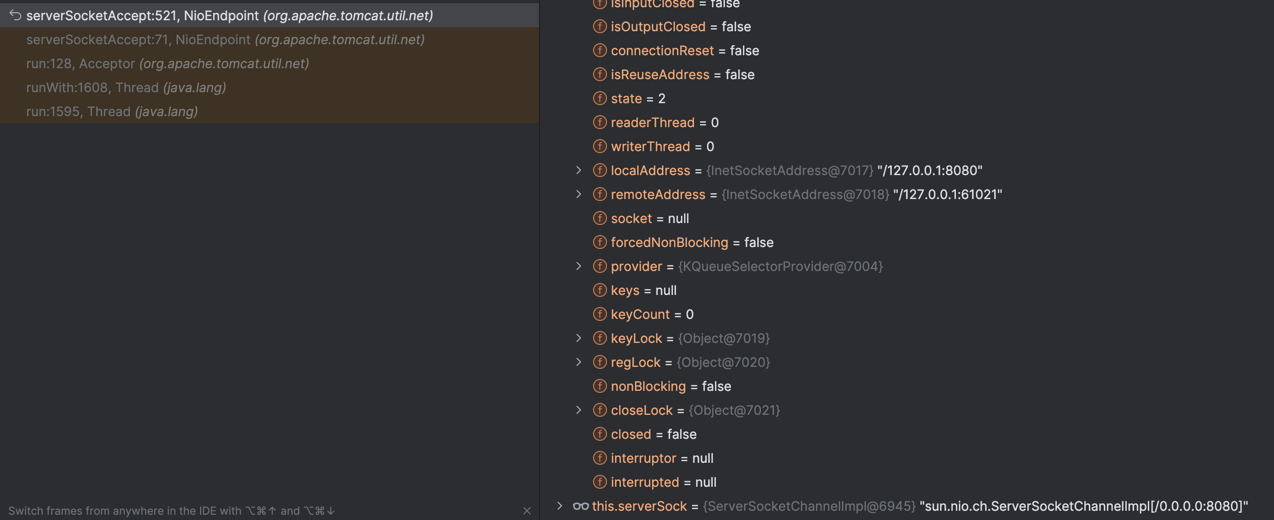 serverSocketAccept:521, NioEndpoint (org.apache.tomcat.util.net)
serverSocketAccept:71, NioEndpoint (org.apache.tomcat.util.net)
run:128, Acceptor (org.apache.tomcat.util.net)
runWith:1608, Thread (java.lang)
run:1595, Thread (java.lang)
Switch frames from anywhere in the IDE with ⌥⌘↑ and ⌥⌘↓
isInputClosed = false
isOutputClosed = false
connectionReset = false
isReuseAddress = false
state = 2
readerThread = 0
writerThread = 0
localAddress = {InetSocketAddress@7017} "/127.0.0.1:8080"
remoteAddress = {InetSocketAddress@7018} "/127.0.0.1:61021"
socket = null
forcedNonBlocking = false
provider = {KQueueSelectorProvider@7004}
keys = null
keyCount = 0
keyLock = {Object@7019}
regLock = {Object@7020}
nonBlocking = false
closeLock = {Object@7021}
closed = false
interruptor = null
interrupted = null
this.serverSock = {ServerSocketChannelImpl@6945} "sun.nio.ch.ServerSocketChannelImpl[/0.0.0.0:8080]"